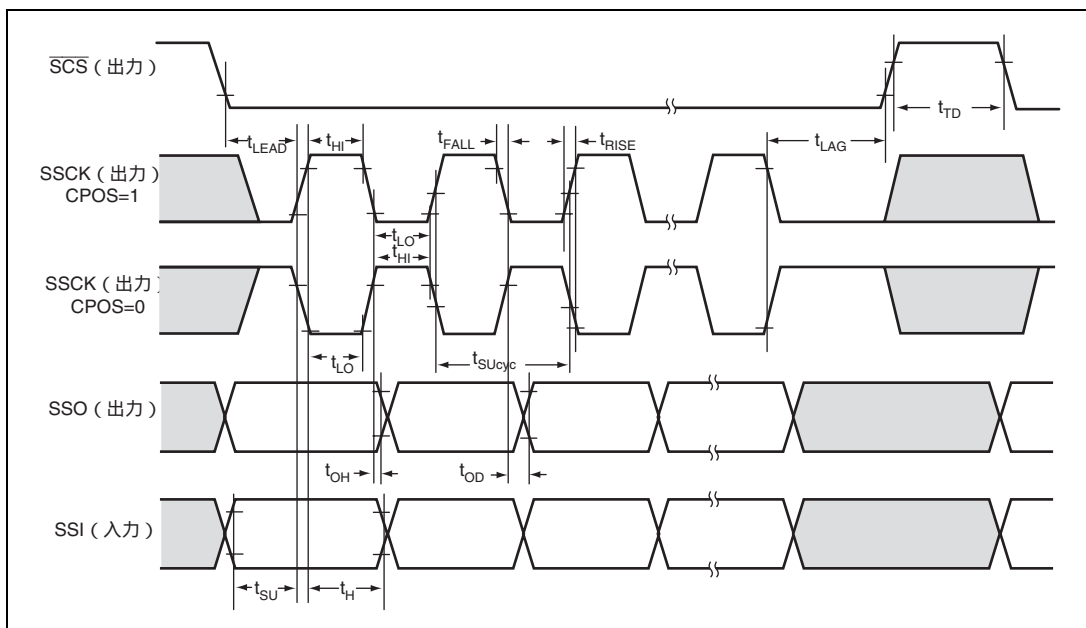 SCS（出力）
tTD
tLEAD
tHI
tFALL
tRISE
tLAG
SSCK（出力）
CPOS=1
tLO
tHI
SSCK（出力）
CPOS=0
tLO
tSUcyc
SSO（出力）
tOH
tOD
SSI（入力）
tSU
tH